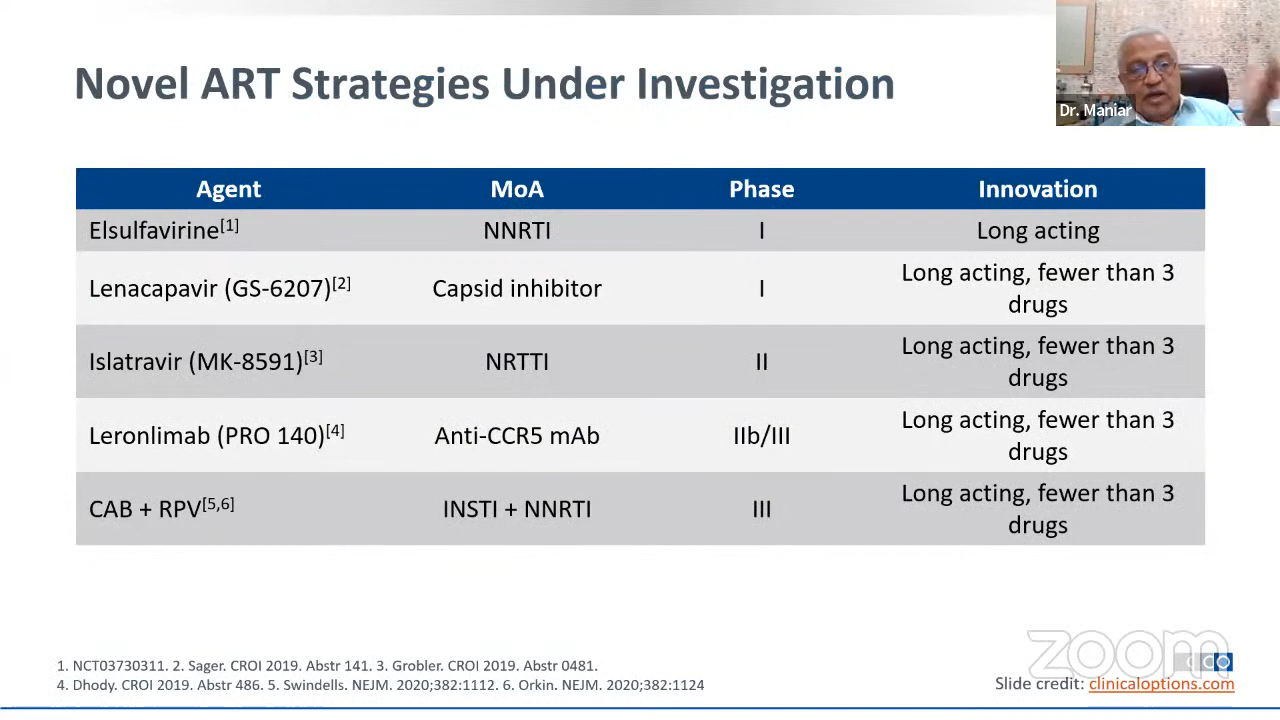 Novel ART Strategies Under Investigation
Dr. Maniar
Agent MoA Phase Innovation
Elsulfavirine[1] NNRTI I Long acting
Lenacapavir (GS-6207)[2] Capsid inhibitor I Long acting, fewer than 3
drugs
Islatravir (MK-8591)[3] NRTTI II Long acting, fewer than 3
drugs
Leronlimab (PRO 140)[4] Anti-CCR5 mAb IIb/III Long acting, fewer than 3
drugs
CAB + RPV[5,6] INSTI + NNRTI III Long acting, fewer than 3
drugs
1. NCT03730311. 2. Sager. CROI 2019. Abstr 141. 3. Grobler. CROI 2019. Abstr 0481.
4. Dhody. CROI 2019. Abstr 486. 5. Swindells. NEJM. 2020;382:1112. 6. Orkin. NEJM. 2020;382:1124
zoom
cco
Slide credit: clinicaloptions.com